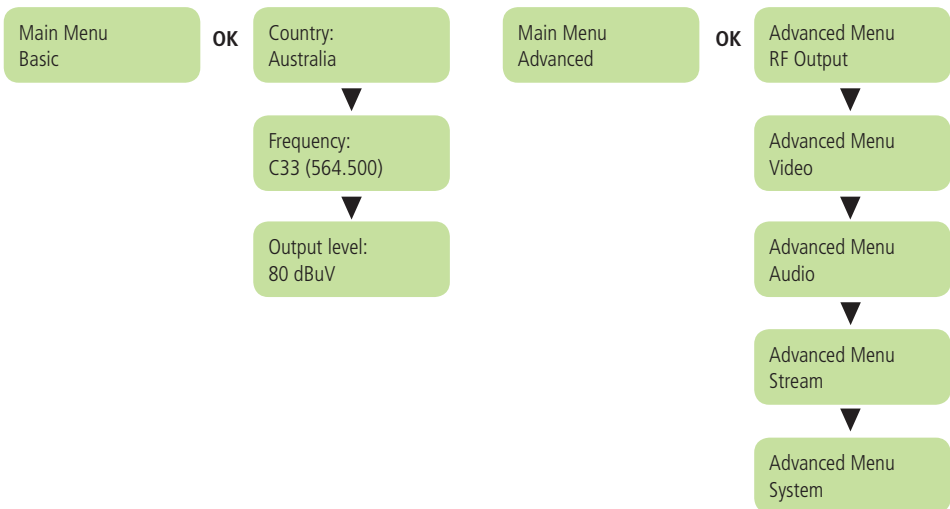 Main Menu
Basic
OK
Country:
Australia
Frequency:
C33 (564.500)
Output level:
80 dBuV
Main Menu
Advanced
OK
Advanced Menu
RF Output
Advanced Menu
Video
Advanced Menu
Audio
Advanced Menu
Stream
Advanced Menu
System